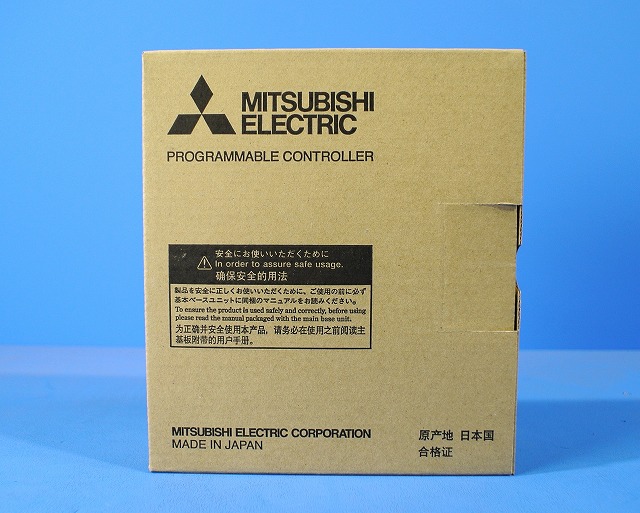 MITSUBISHI
ELECTRIC
PROGRAMMABLE CONTROLLER
安全にお使いいただくために
In order to assure safe usage.
确保安全的用法
製品を安全に正しくお使いいただくために、ご使用の前に必ず
基本ベースユニットに同梱のマニュアルをお読みください。
To ensure the product is used safely and correctly, before using
please read the manual packaged with the main base unit.
为正确并安全使用本产品，请务必在使用之前阅读主
基板附带的用户手册。
MITSUBISHI ELECTRIC CORPORATION
MADE IN JAPAN
原产地 日本国
合格证